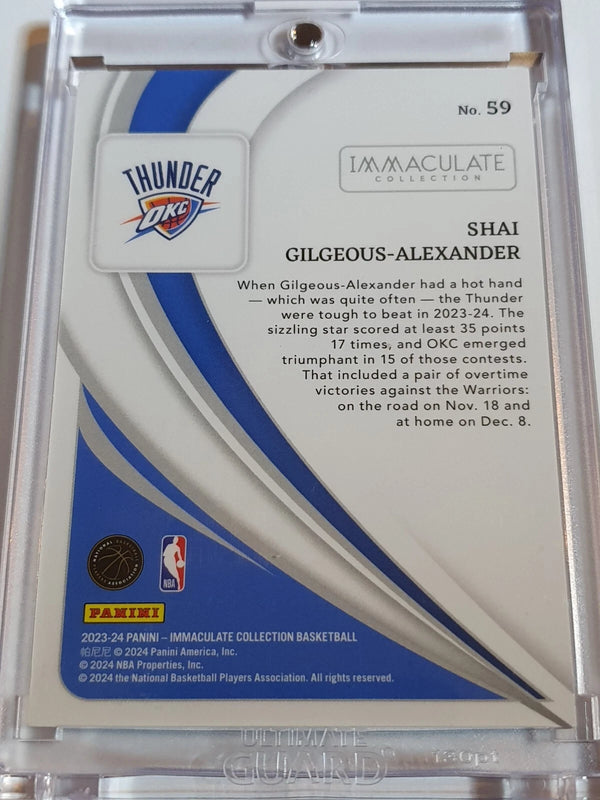 No. 59
THUNDER
OKC
IMMACULATE
COLLECTION
SHAI
GILGEOUS-ALEXANDER
When Gilgeous-Alexander had a hot hand
— which was quite often — the Thunder
were tough to beat in 2023-24. The
sizzling star scored at least 35 points
17 times, and OKC emerged
triumphant in 15 of those contests.
That included a pair of overtime
victories against the Warriors:
on the road on Nov. 18 and
at home on Dec. 8.
NBA
PANINI
2023-24 PANINI – IMMACULATE COLLECTION BASKETBALL
帕尼尼 © 2024 Panini America, Inc.
© 2024 NBA Properties, Inc.
© 2024 the National Basketball Players Association. All rights reserved.
ULTIMATE
GUARD
130pt